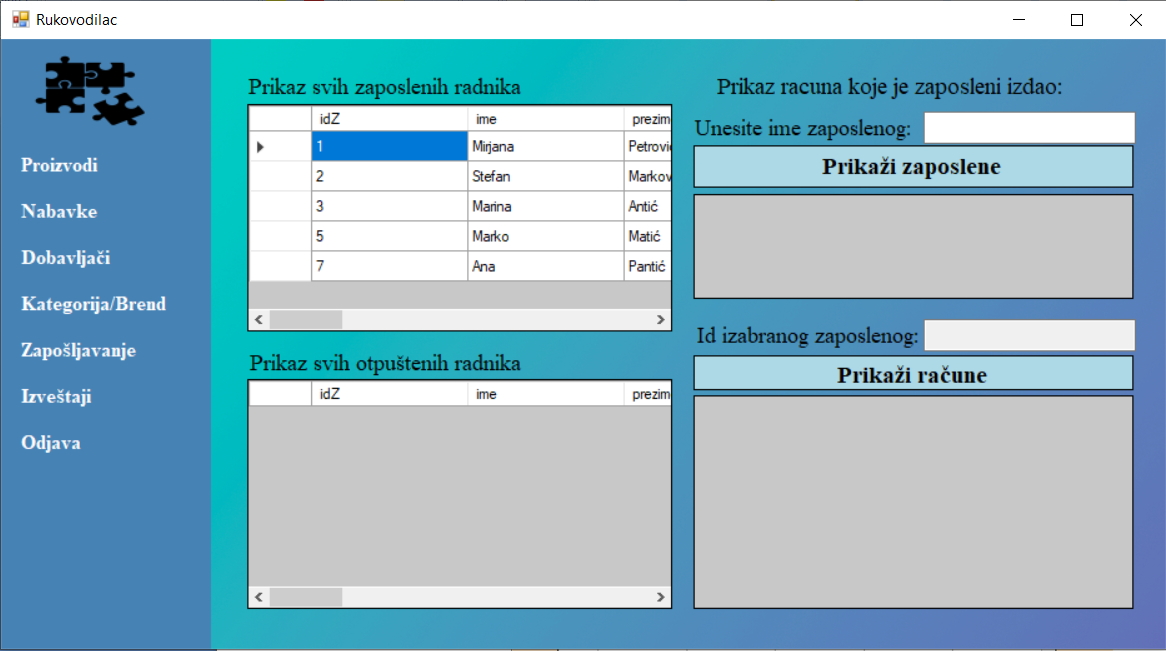 Rukovodilac
Proizvodi
Nabavke
Dobavljači
Kategorija/Brend
Zapošljavanje
Izveštaji
Odjava
Prikaz svih zaposlenih radnika
idZ ime prezim
1 Mirjana Petrovi
2 Stefan Markov
3 Marina Antić
5 Marko Matić
7 Ana Pantić
Prikaz svih otpuštenih radnika
idZ ime prezim
Prikaz racuna koje je zaposleni izdao:
Unesite ime zaposlenog:
Prikaži zaposlene
Id izabranog zaposlenog:
Prikaži račune